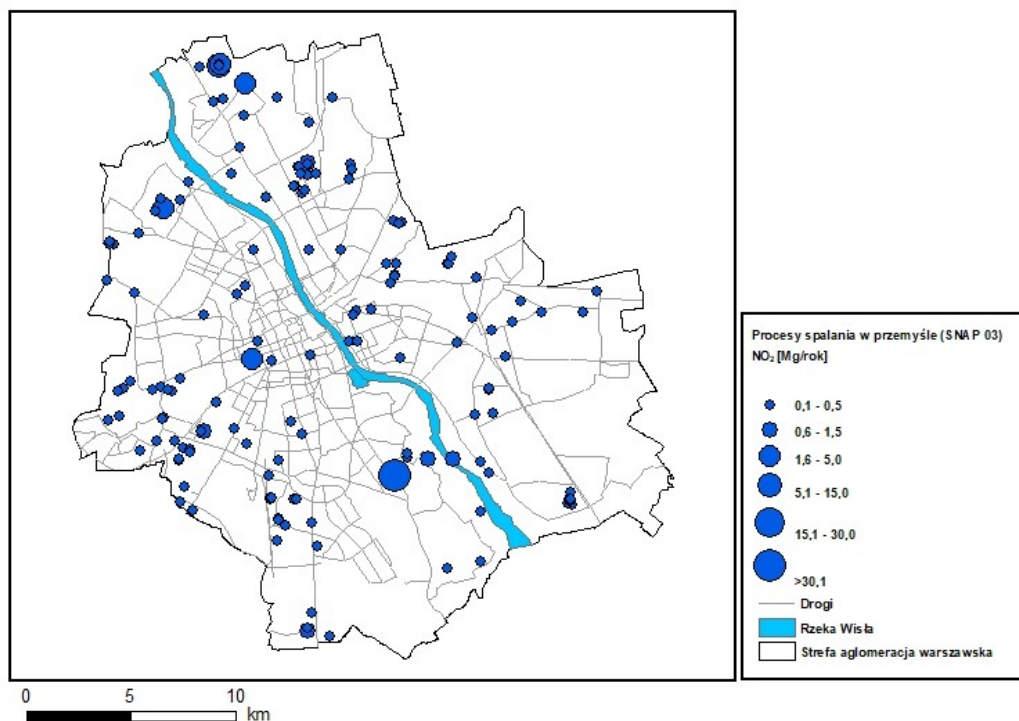 Procesy spalania w przemyśle (SNAP 03)
NO₂ [Mg/rok]
0,1 - 0,5
0,6 - 1,5
1,6 - 5,0
5,1 - 15,0
15,1 - 30,0
>30,1
Drogi
Rzeka Wisła
Strefa aglomeracja warszawska
0 5 10
km